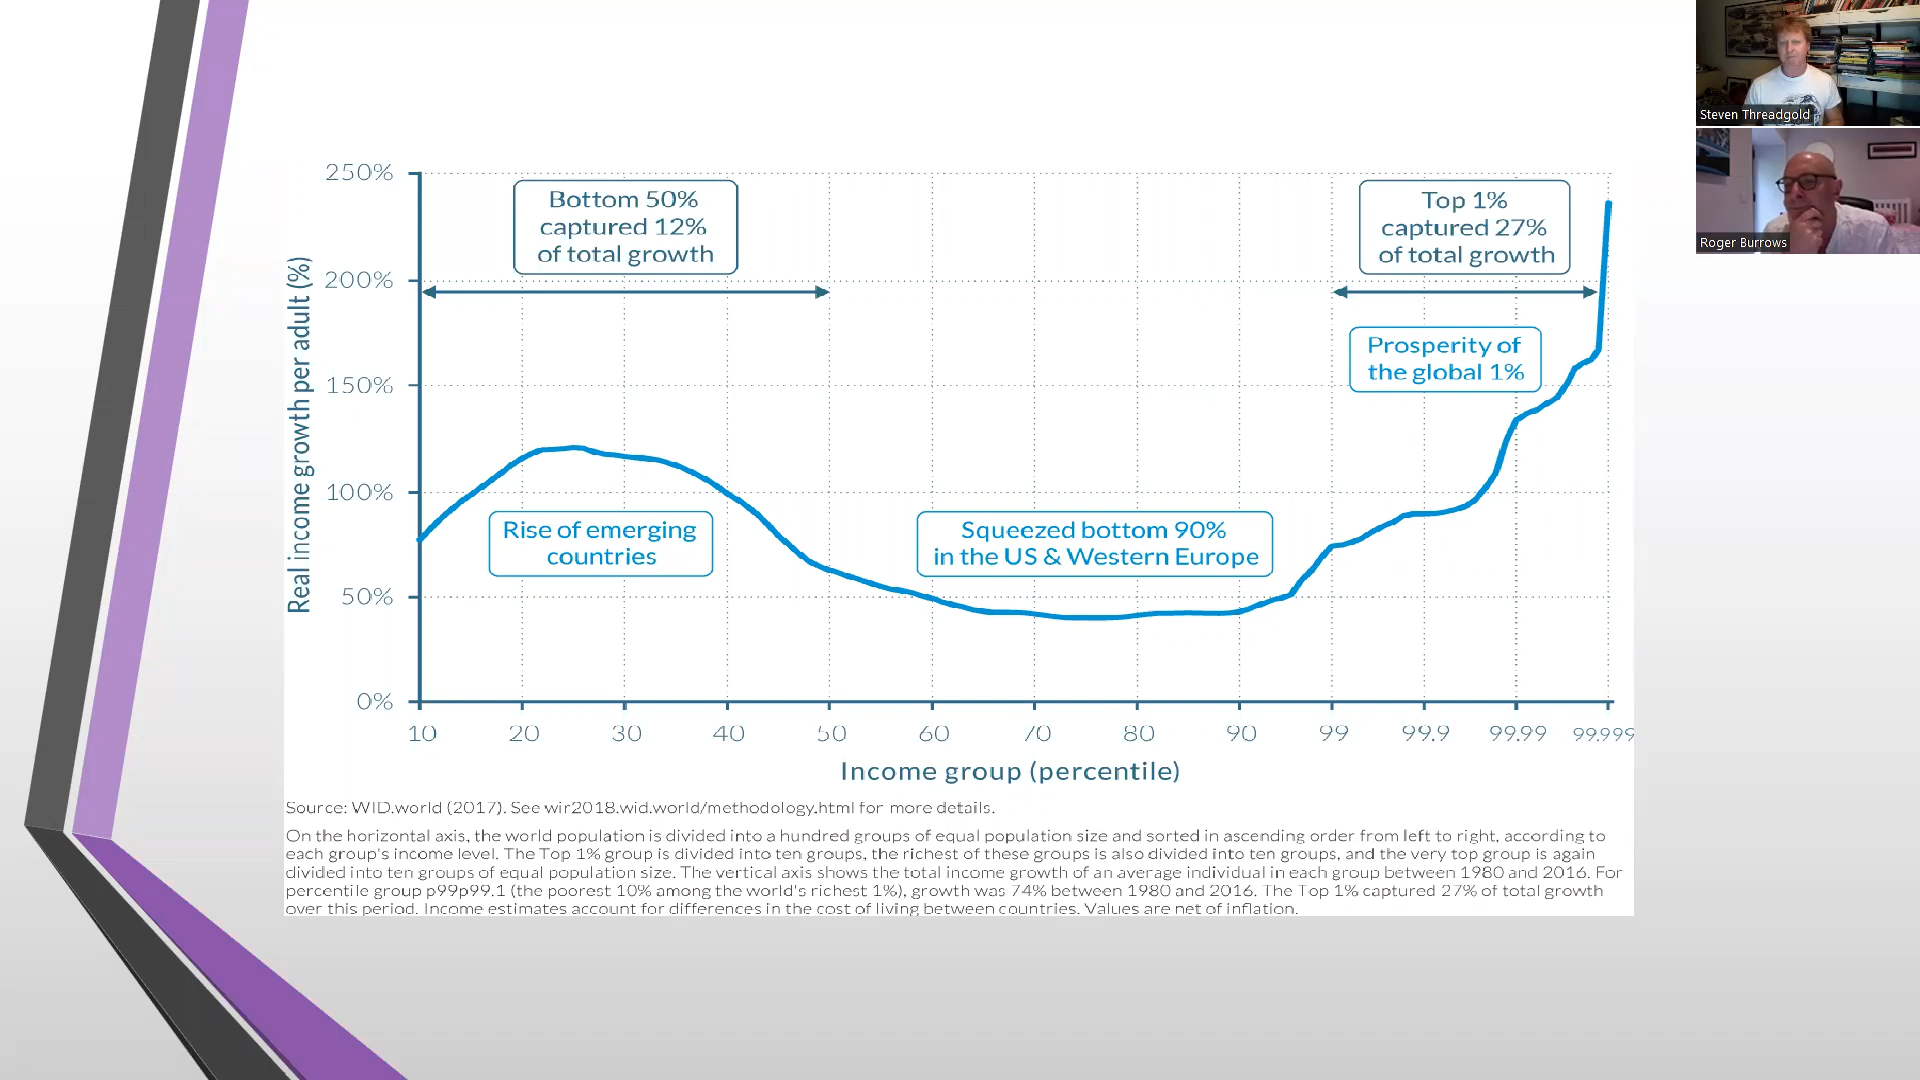 Steven Threadgold
Roger Burrows
250%
200%
150%
100%
50%
0%
Real income growth per adult (%)
Bottom 50%
captured 12%
of total growth
Top 1%
captured 27%
of total growth
Prosperity of
the global 1%
Rise of emerging
countries
Squeezed bottom 90%
in the US & Western Europe
10 20 30 40 50 60 70 80 90 99 99.9 99.99 99.999
Income group (percentile)
Source: WID.world (2017). See wir2018.wid.world/methodology.html for more details.
On the horizontal axis, the world population is divided into a hundred groups of equal population size and sorted in ascending order from left to right, according to
each group's income level. The Top 1% group is divided into ten groups, the richest of these groups is also divided into ten groups, and the very top group is again
divided into ten groups of equal population size. The vertical axis shows the total income growth of an average individual in each group between 1980 and 2016. For
percentile group p99p99.1 (the poorest 10% among the world's richest 1%), growth was 74% between 1980 and 2016. The Top 1% captured 27% of total growth
over this period. Income estimates account for differences in the cost of living between countries. Values are net of inflation.